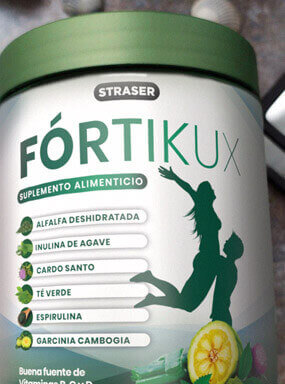 STRASER
FÓRTIKUX
SUPLEMENTO ALIMENTICIO
ALFALFA DESHIDRATADA
INULINA DE AGAVE
CARDO SANTO
TÉ VERDE
ESPIRULINA
GARCINIA CAMBOGIA
Buena fuente de
Vitaminas B, C y D